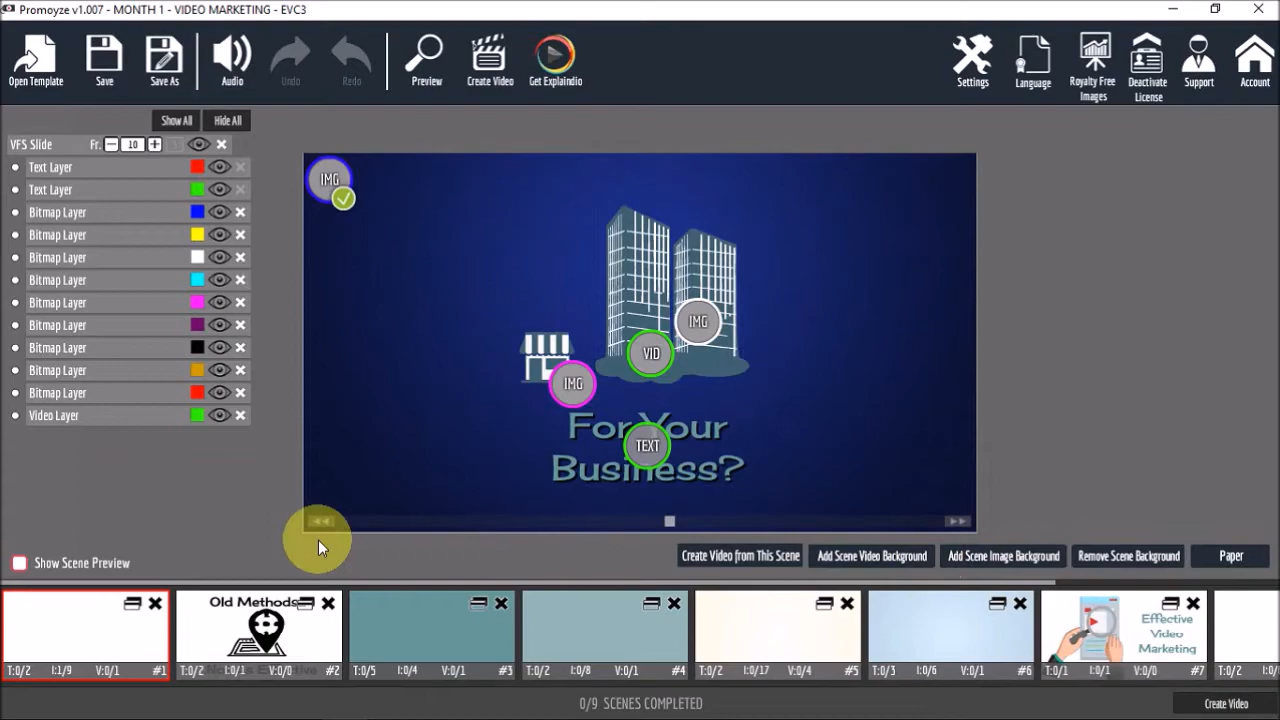 Promoyze v1.007 - MONTH 1 - VIDEO MARKETING - EVC3
Open Template
Save
Save As
Audio
Undo
Redo
Preview
Create Video
Get Explaindio
Settings
Language
Royalty Free
Images
Deactivate
License
Support
Account
Show All
Hide All
VFS Slide Fr. 10
Text Layer
Text Layer
Bitmap Layer
Bitmap Layer
Bitmap Layer
Bitmap Layer
Bitmap Layer
Bitmap Layer
Bitmap Layer
Bitmap Layer
Bitmap Layer
Video Layer
IMG
IMG
VID
IMG
For Your
TEXT
Business?
Show Scene Preview
Create Video from This Scene
Add Scene Video Background
Add Scene Image Background
Remove Scene Background
Paper
T:0/2 I:1/9 V:0/1 #1
Old Methods
T:0/2 I:0/1 V:0/0 #2
T:0/5 I:0/4 V:0/1 #3
T:0/2 I:0/8 V:0/1 #4
T:0/2 I:0/17 V:0/4 #5
T:0/3 I:0/6 V:0/1 #6
Effective
Video
Marketing
T:0/1 I:0/1 V:0/0 #7
T:0/2
0/9 SCENES COMPLETED
Create Video